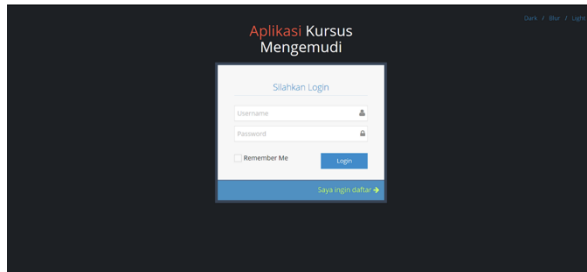 Dark / Blur / Light
Aplikasi Kursus
Mengemudi
Silahkan Login
Username
Password
Remember Me
Login
Saya ingin daftar